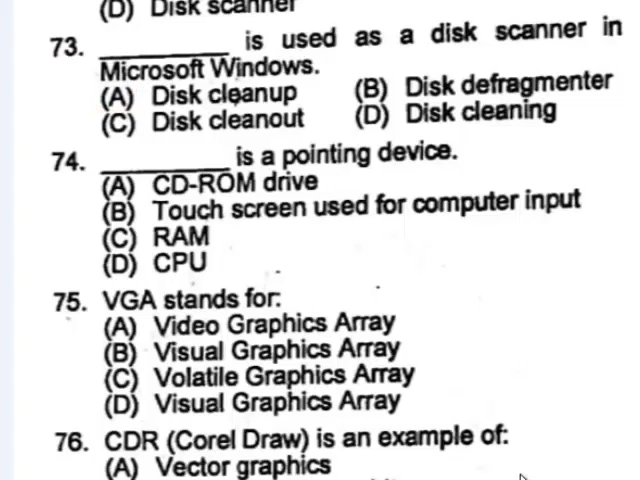 (D) Disk scanner
73. ________ is used as a disk scanner in
Microsoft Windows.
(A) Disk cleanup (B) Disk defragmenter
(C) Disk cleanout (D) Disk cleaning
74. ________ is a pointing device.
(A) CD-ROM drive
(B) Touch screen used for computer input
(C) RAM
(D) CPU
75. VGA stands for:
(A) Video Graphics Array
(B) Visual Graphics Array
(C) Volatile Graphics Array
(D) Visual Graphics Array
76. CDR (Corel Draw) is an example of:
(A) Vector graphics